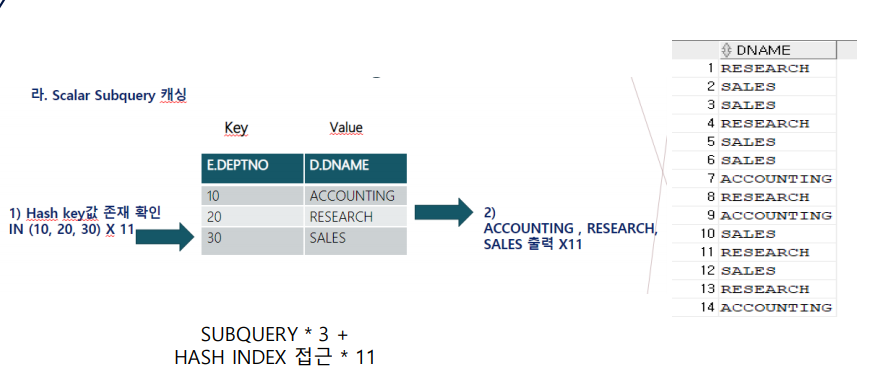 라. Scalar Subquery 캐싱
Key Value
E.DEPTNO D.DNAME
10 ACCOUNTING
20 RESEARCH
30 SALES
1) Hash key값 존재 확인
IN (10, 20, 30) X 11
2)
ACCOUNTING , RESEARCH,
SALES 출력 X11
SUBQUERY * 3 +
HASH INDEX 접근 * 11
DNAME
1 RESEARCH
2 SALES
3 SALES
4 RESEARCH
5 SALES
6 SALES
7 ACCOUNTING
8 RESEARCH
9 ACCOUNTING
10 SALES
11 RESEARCH
12 SALES
13 RESEARCH
14 ACCOUNTING